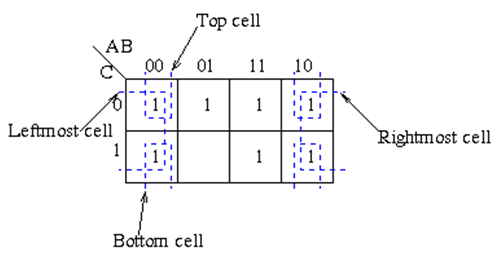 Top cell
AB
C
00 01 11 10
0 1 1 1 1
Leftmost cell
Rightmost cell
1 1 1 1
Bottom cell